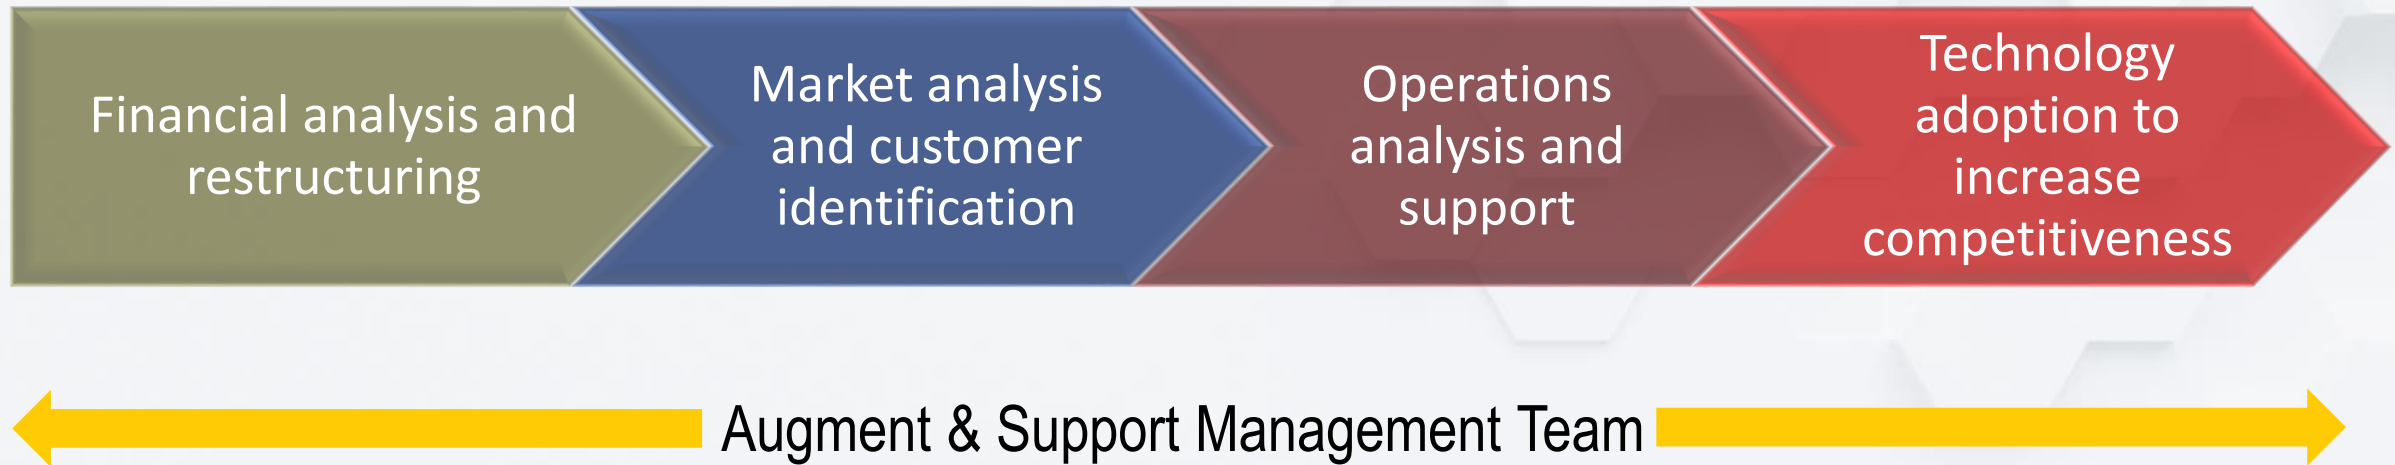 Financial analysis and
restructuring
Market analysis
and customer
identification
Operations
analysis and
support
Technology
adoption to
increase
competitiveness
Augment & Support Management Team